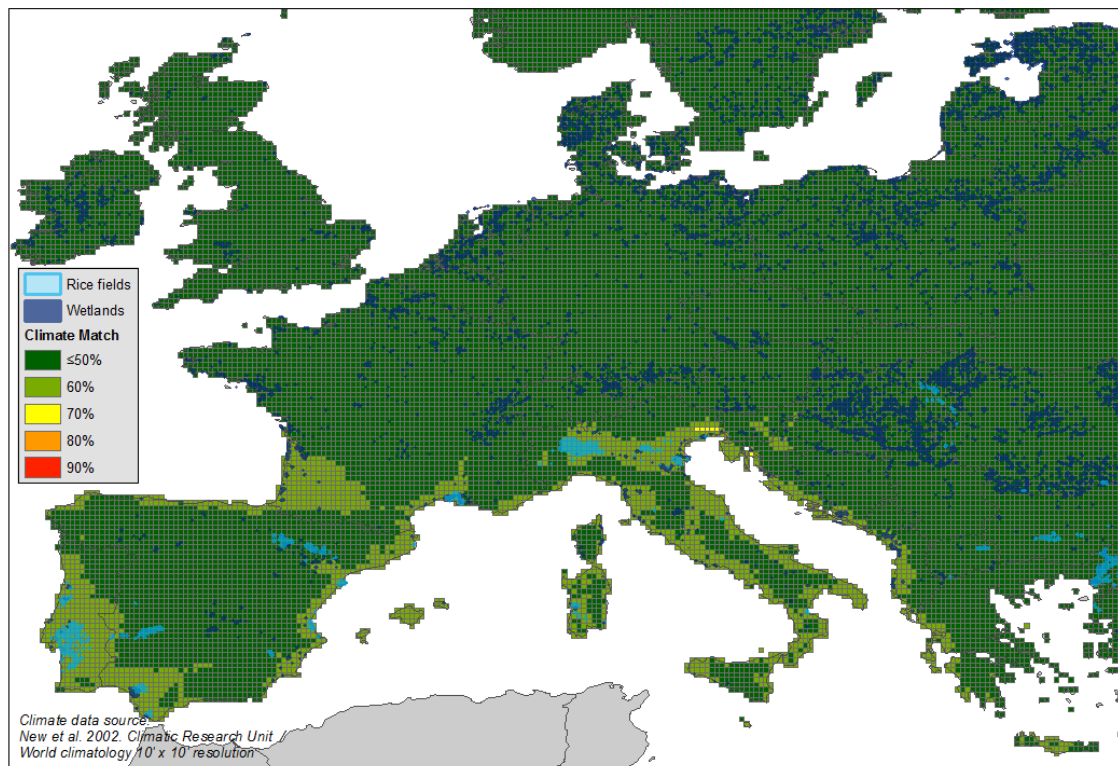 Rice fields
Wetlands
Climate Match
≤50%
60%
70%
80%
90%
Climate data source:
New et al. 2002. Climatic Research Unit /
World climatology 10' x 10' resolution